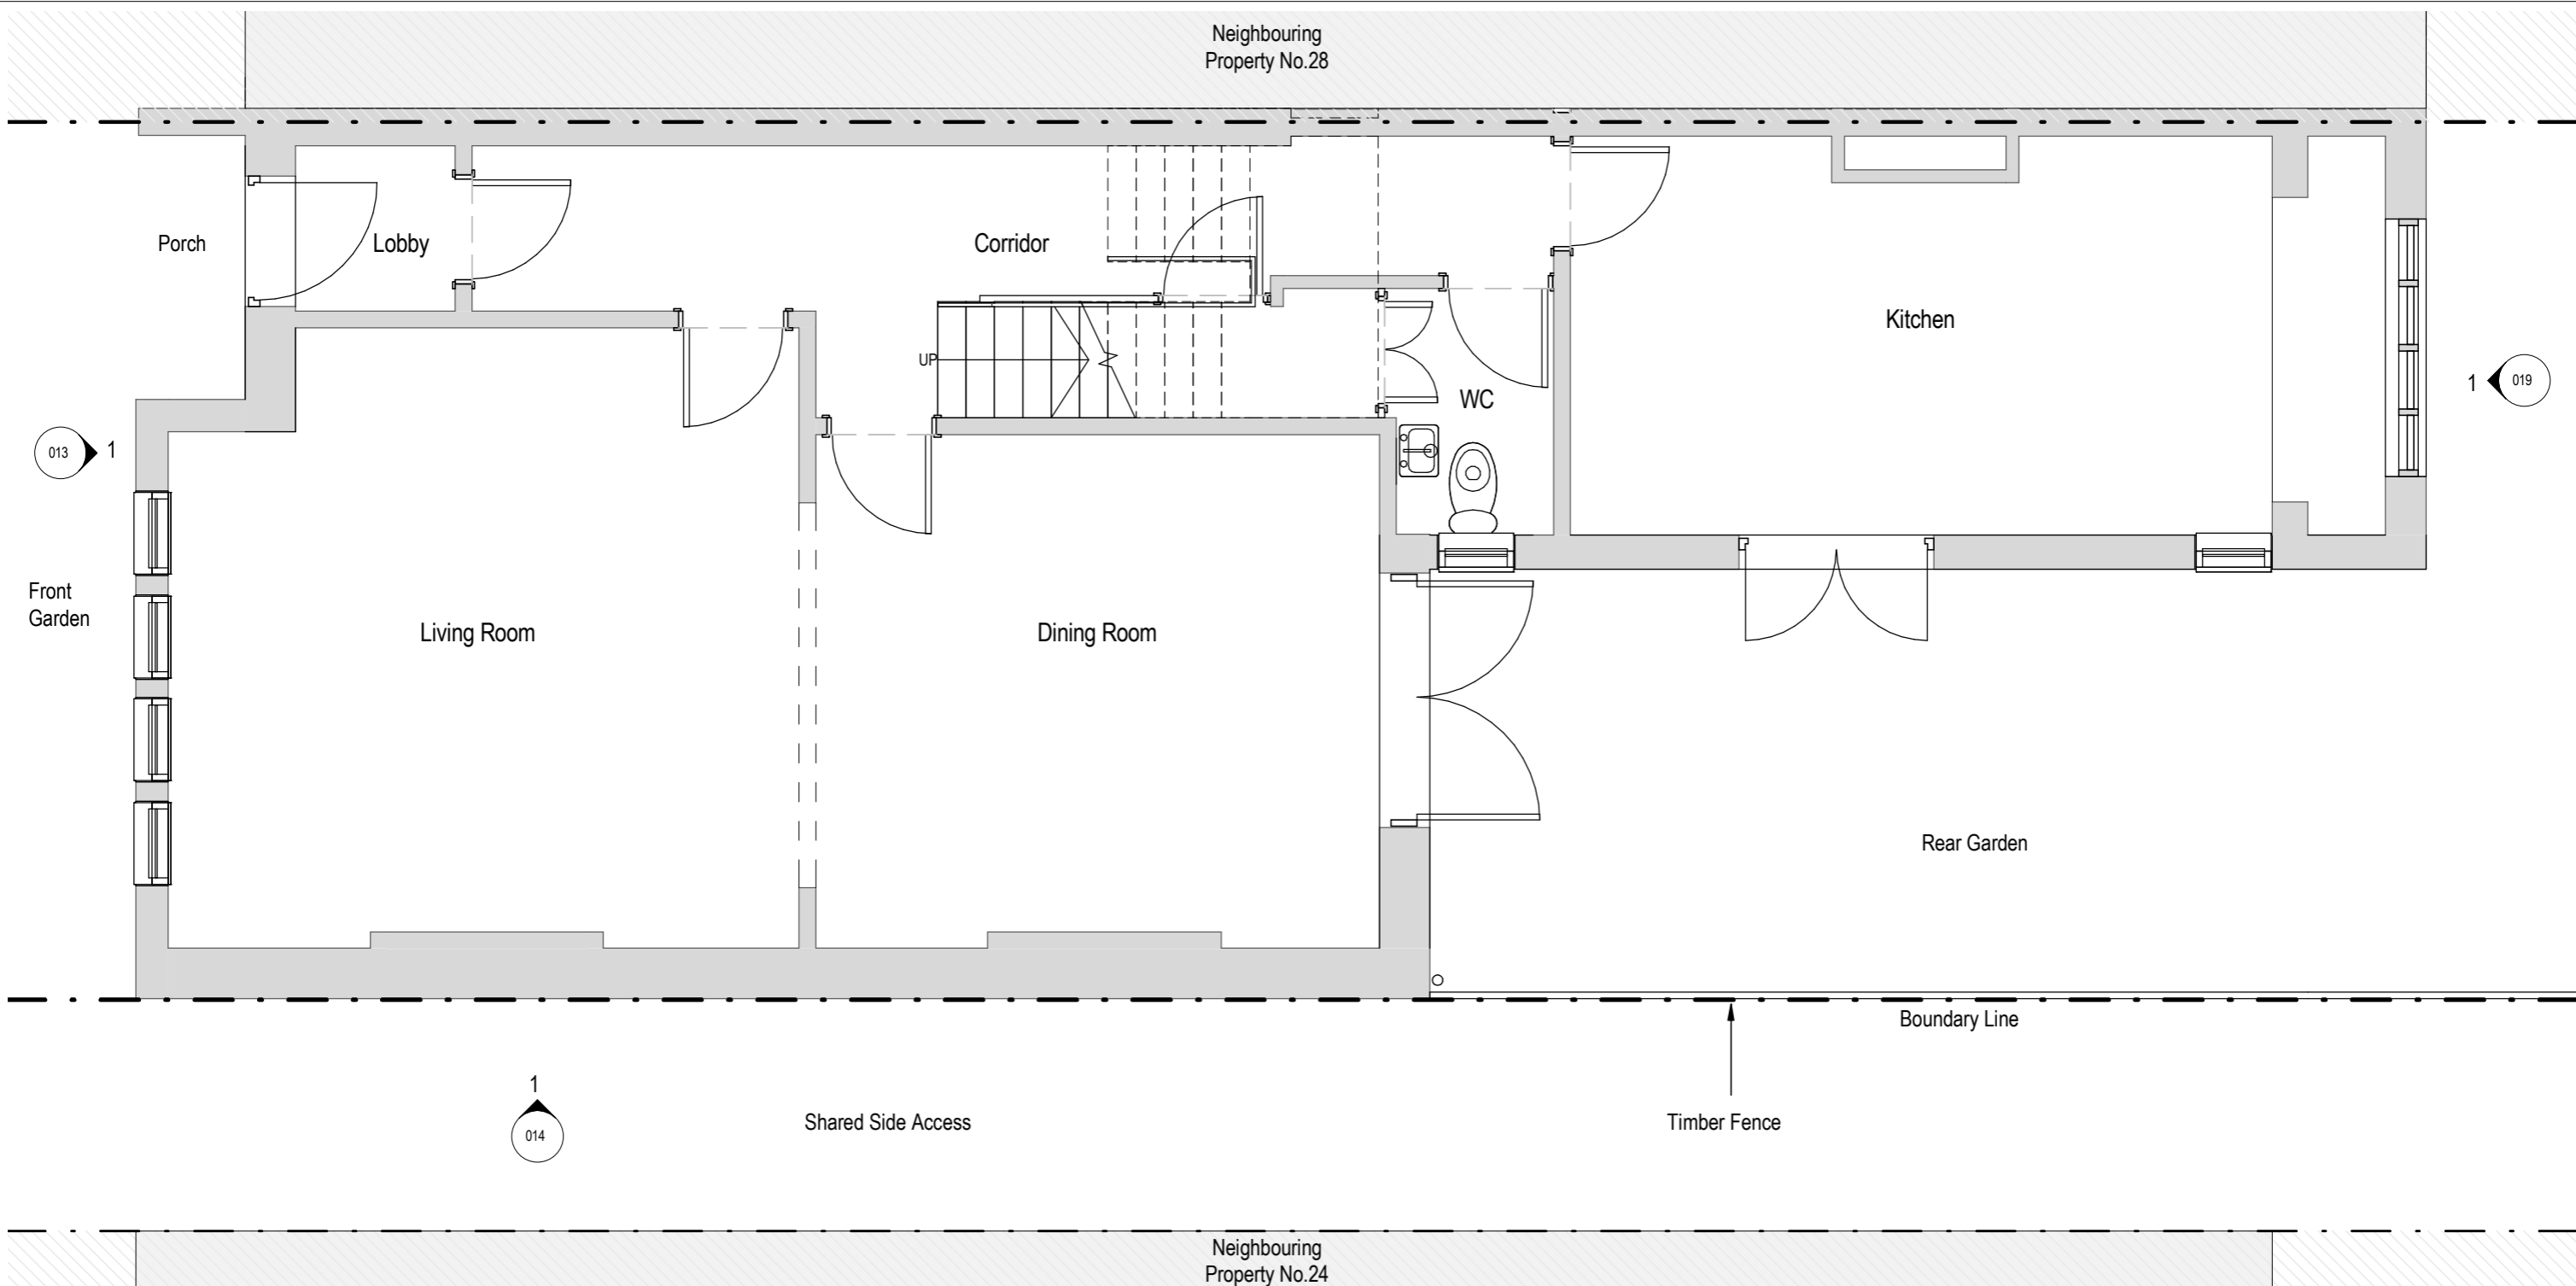 Neighbouring
Property No.28
Porch
Lobby
Corridor
Kitchen
UP
WC
1
019
013
1
Front
Garden
Living Room
Dining Room
Rear Garden
Boundary Line
1
014
Shared Side Access
Timber Fence
Neighbouring
Property No.24